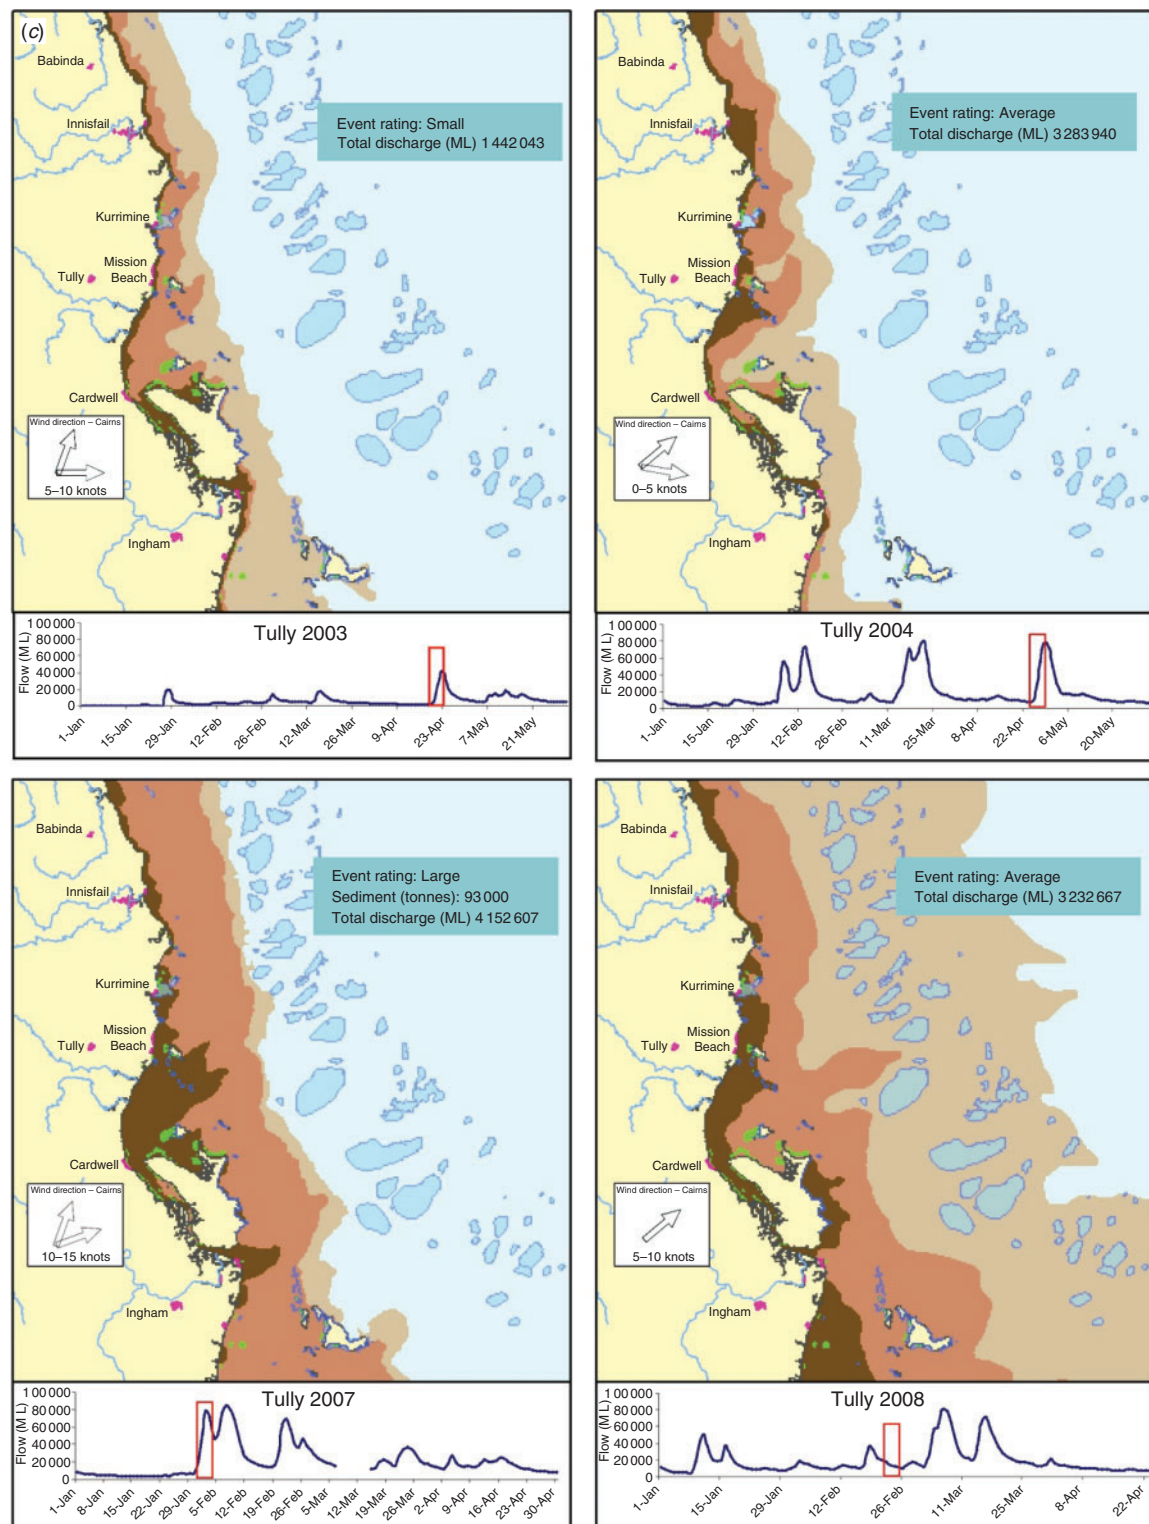 (c)
Babinda
Innisfail
Event rating: Small
Total discharge (ML) 1 442 043
Kurrimine
Mission
Beach
Tully
Cardwell
Wind direction – Cairns
5–10 knots
Ingham
Tully 2003
Flow (ML)
100 000
80 000
60 000
40 000
20 000
0
1-Jan
15-Jan
29-Jan
12-Feb
26-Feb
12-Mar
26-Mar
9-Apr
23-Apr
7-May
21-May
Babinda
Innisfail
Event rating: Average
Total discharge (ML) 3 283 940
Kurrimine
Mission
Beach
Tully
Cardwell
Wind direction – Cairns
0–5 knots
Ingham
Tully 2004
Flow (ML)
100 000
80 000
60 000
40 000
20 000
0
1-Jan
15-Jan
29-Jan
12-Feb
26-Feb
11-Mar
25-Mar
8-Apr
22-Apr
6-May
20-May
Babinda
Innisfail
Event rating: Large
Sediment (tonnes): 93 000
Total discharge (ML) 4 152 607
Kurrimine
Mission
Beach
Tully
Cardwell
Wind direction – Cairns
10–15 knots
Ingham
Tully 2007
Flow (ML)
100 000
80 000
60 000
40 000
20 000
0
1-Jan
8-Jan
15-Jan
22-Jan
29-Jan
5-Feb
12-Feb
19-Feb
26-Feb
5-Mar
12-Mar
19-Mar
26-Mar
2-Apr
9-Apr
16-Apr
23-Apr
30-Apr
Babinda
Innisfail
Event rating: Average
Total discharge (ML) 3 232 667
Kurrimine
Mission
Beach
Tully
Cardwell
Wind direction – Cairns
5–10 knots
Ingham
Tully 2008
Flow (ML)
100 000
80 000
60 000
40 000
20 000
0
1-Jan
15-Jan
29-Jan
12-Feb
26-Feb
11-Mar
25-Mar
8-Apr
22-Apr